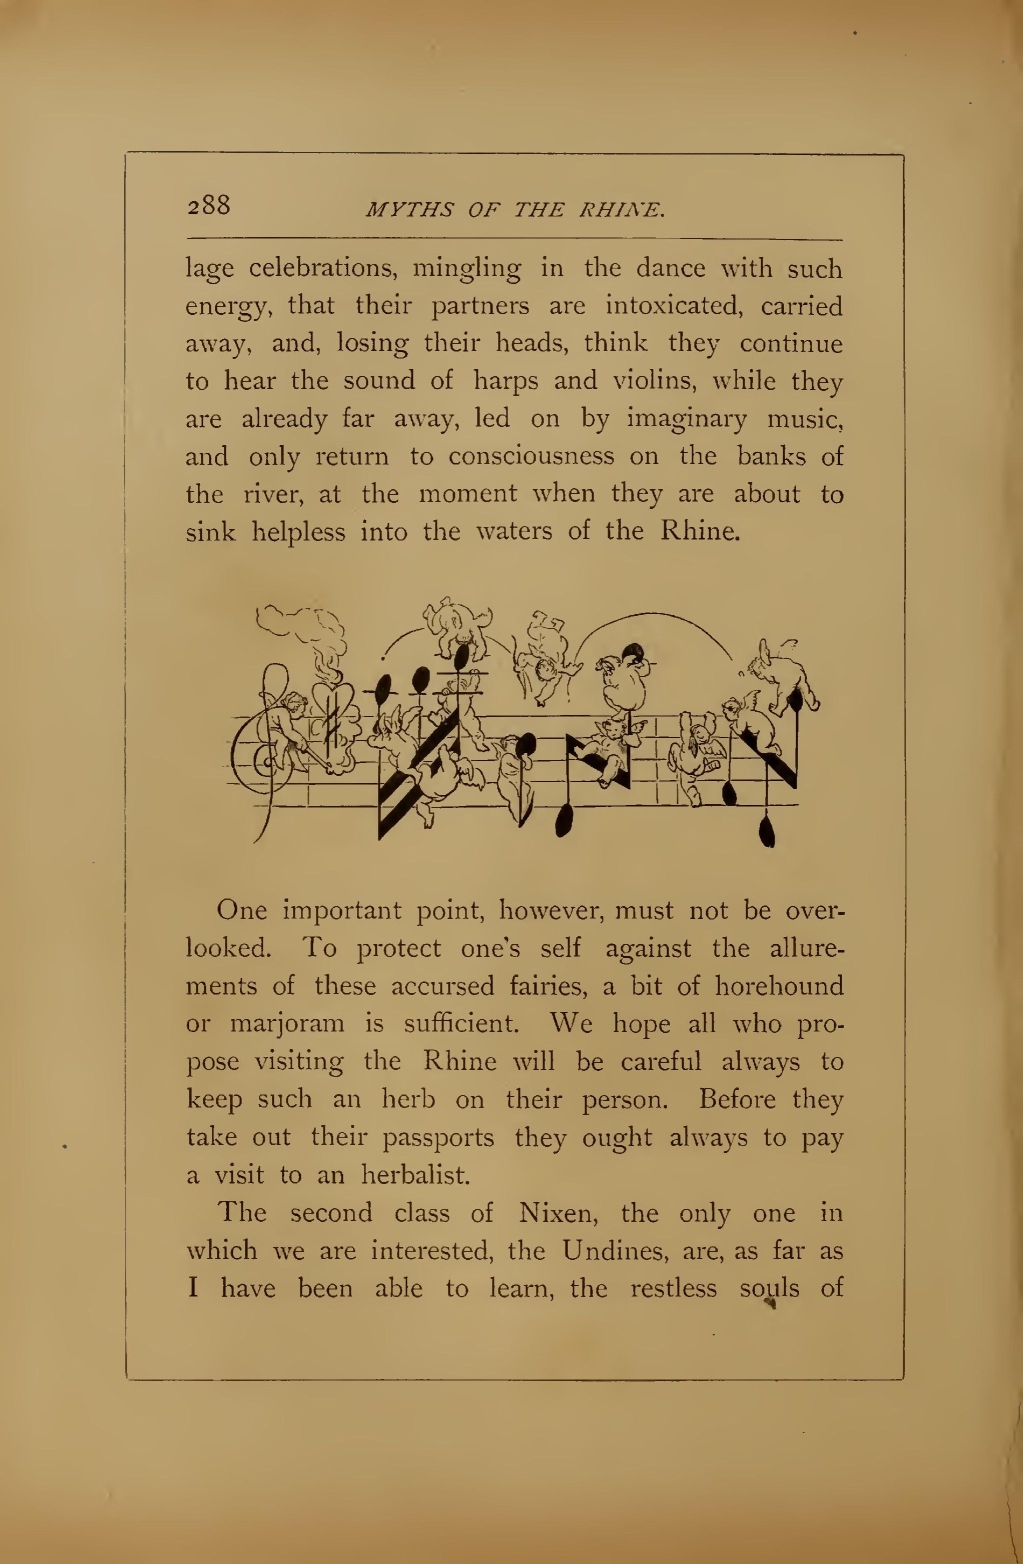 288 MYTHS OF THE RHINE.
lage celebrations, mingling in the dance with such
energy, that their partners are intoxicated, carried
away, and, losing their heads, think they continue
to hear the sound of harps and violins, while they
are already far away, led on by imaginary music,
and only return to consciousness on the banks of
the river, at the moment when they are about to
sink helpless into the waters of the Rhine.
One important point, however, must not be over-
looked. To protect one's self against the allure-
ments of these accursed fairies, a bit of horehound
or marjoram is sufficient. We hope all who pro-
pose visiting the Rhine will be careful always to
keep such an herb on their person. Before they
take out their passports they ought always to pay
a visit to an herbalist.
The second class of Nixen, the only one in
which we are interested, the Undines, are, as far as
I have been able to learn, the restless souls of